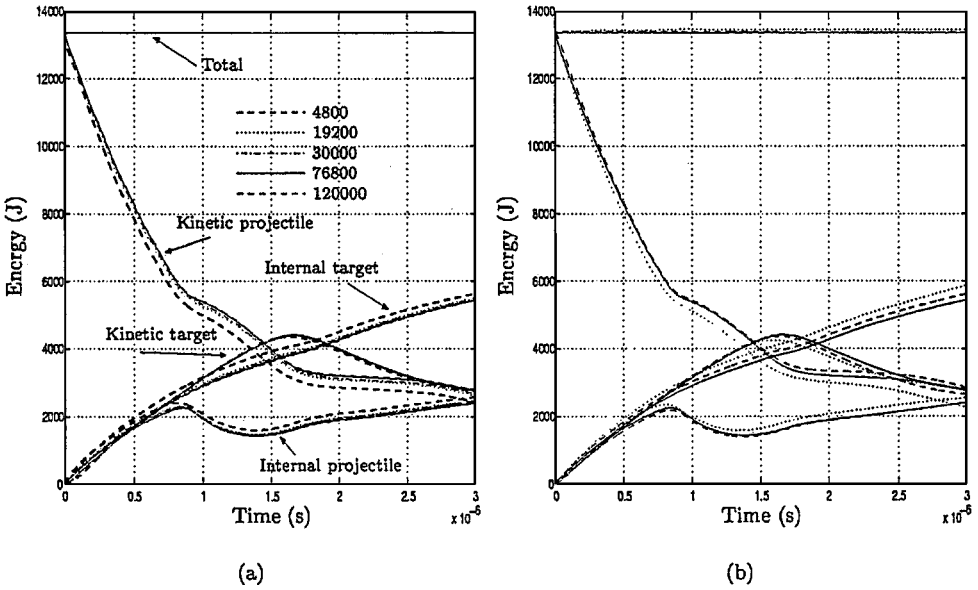 14000
12000
10000
8000
6000
4000
2000
0
Energy (J)
Total
4800
19200
30000
76800
120000
Kinetic projectile
Internal target
Kinetic target
Internal projectile
0 0.5 1 1.5 2 2.5 3
Time (s)
x 10⁻⁶
(a)
14000
12000
10000
8000
6000
4000
2000
0
Energy (J)
0 0.5 1 1.5 2 2.5 3
Time (s)
x 10⁻⁶
(b)